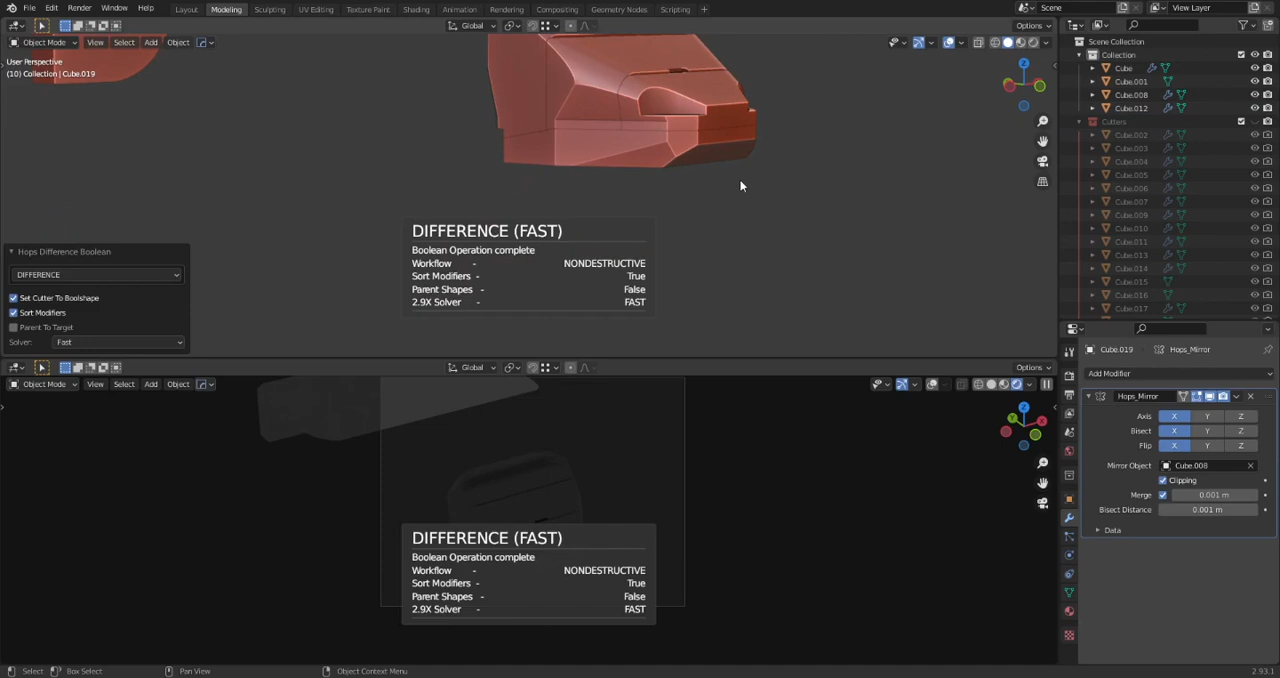 File Edit Render Window Help Layout Modeling Sculpting UV Editing Texture Paint Shading Animation Rendering Compositing Geometry Nodes Scripting + Scene View Layer
Global Options
Object Mode View Select Add Object
User Perspective
(10) Collection | Cube.019
Scene Collection
Collection
Cube
Cube.001
Cube.008
Cube.012
Cutters
Cube.002
Cube.003
Cube.004
Cube.005
Cube.006
Cube.007
Cube.009
Cube.010
Cube.011
Cube.013
Cube.014
Cube.015
Cube.016
Cube.017
DIFFERENCE (FAST)
Boolean Operation complete
Workflow - NONDESTRUCTIVE
Sort Modifiers - True
Parent Shapes - False
2.9X Solver - FAST
Hops Difference Boolean
DIFFERENCE
Set Cutter To Boolshape
Sort Modifiers
Parent To Target
Solver: Fast
Global Options
Object Mode View Select Add Object
DIFFERENCE (FAST)
Boolean Operation complete
Workflow - NONDESTRUCTIVE
Sort Modifiers - True
Parent Shapes - False
2.9X Solver - FAST
Cube.019 Hops_Mirror
Add Modifier
Hops_Mirror
Axis X Y Z
Bisect X Y Z
Flip X Y Z
Mirror Object Cube.008
Clipping
Merge 0.001 m
Bisect Distance 0.001 m
Data
Select Box Select Pan View Object Context Menu 2.93.1